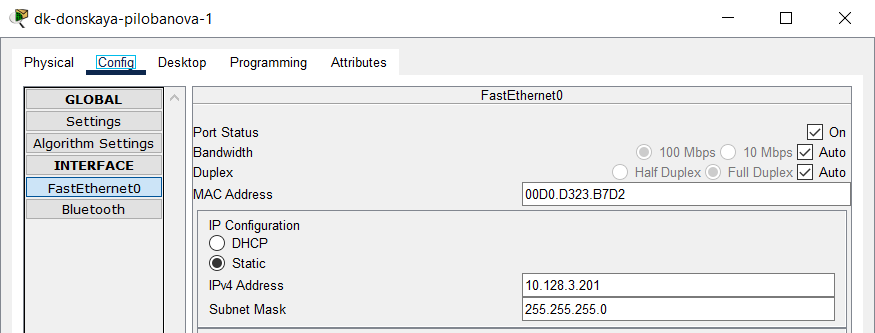 dk-donskaya-pilobanova-1
Physical Config Desktop Programming Attributes
GLOBAL
Settings
Algorithm Settings
INTERFACE
FastEthernet0
Bluetooth
FastEthernet0
Port Status On
Bandwidth 100 Mbps 10 Mbps Auto
Duplex Half Duplex Full Duplex Auto
MAC Address 00D0.D323.B7D2
IP Configuration
DHCP
Static
IPv4 Address 10.128.3.201
Subnet Mask 255.255.255.0